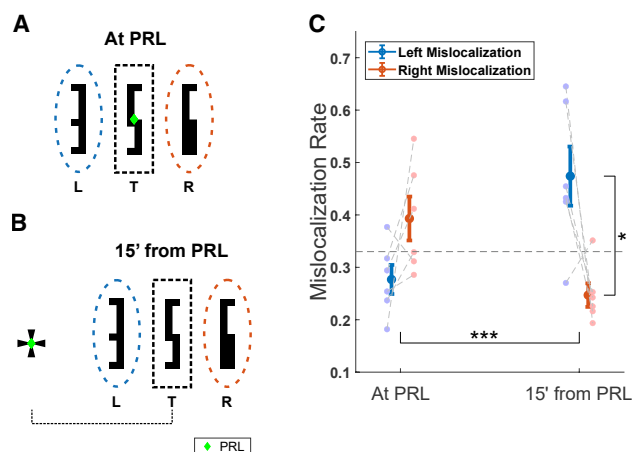 A
At PRL
L T R
B
15' from PRL
L T R
PRL
C
Left Mislocalization
Right Mislocalization
Mislocalization Rate
0.7
0.6
0.5
0.4
0.3
0.2
0.1
*
***
At PRL 15' from PRL